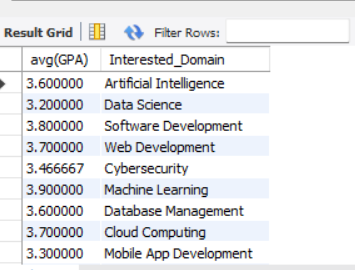 Result Grid Filter Rows:
avg(GPA) Interested_Domain
3.600000 Artificial Intelligence
3.200000 Data Science
3.800000 Software Development
3.700000 Web Development
3.466667 Cybersecurity
3.900000 Machine Learning
3.600000 Database Management
3.700000 Cloud Computing
3.300000 Mobile App Development